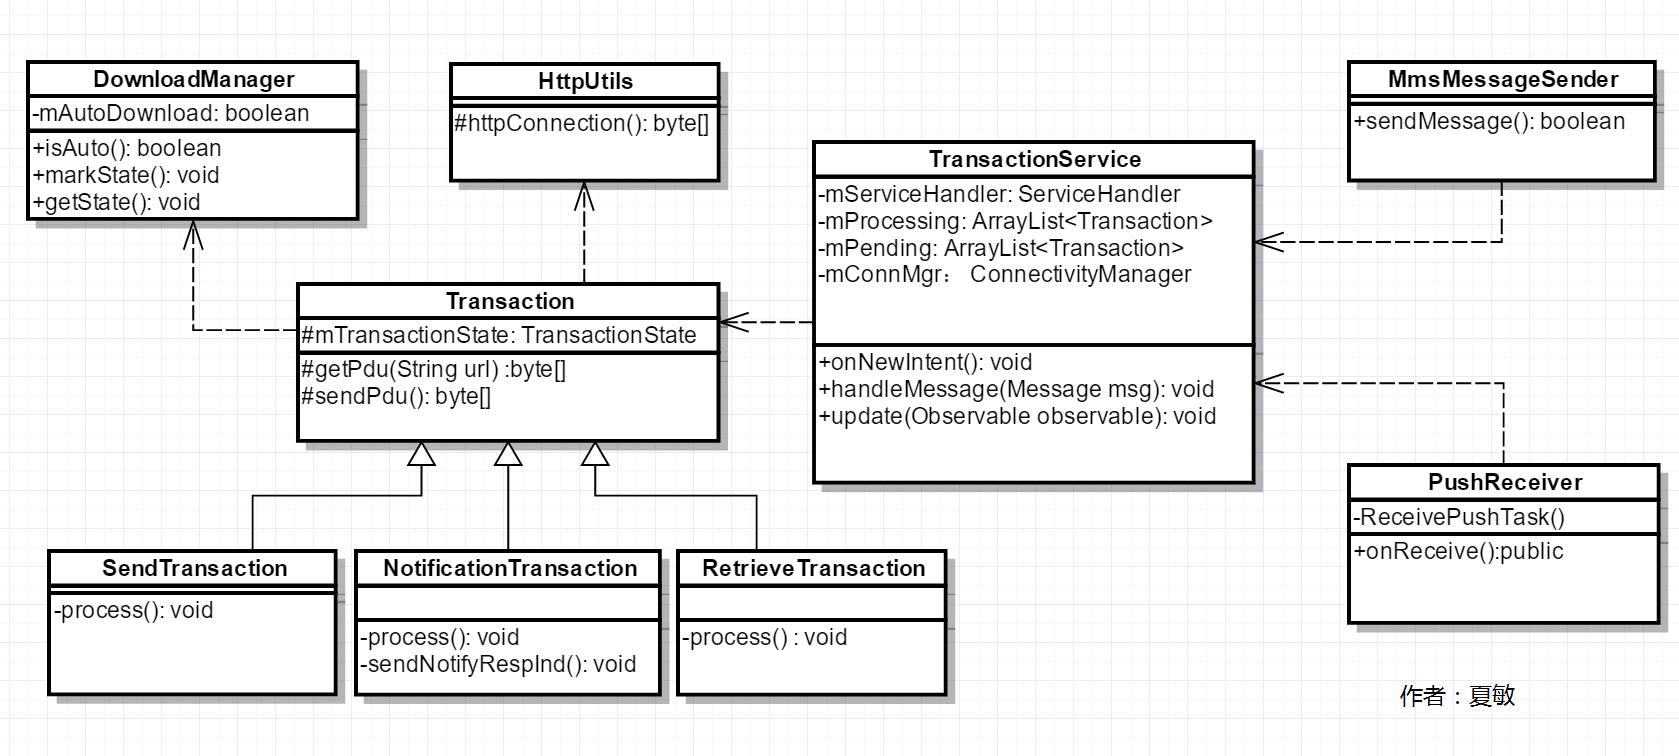 DownloadManager
-mAutoDownload: boolean
+isAuto(): boolean
+markState(): void
+getState(): void
HttpUtils
#httpConnection(): byte[]
TransactionService
-mServiceHandler: ServiceHandler
-mProcessing: ArrayList<Transaction>
-mPending: ArrayList<Transaction>
-mConnMgr： ConnectivityManager
+onNewIntent(): void
+handleMessage(Message msg): void
+update(Observable observable): void
MmsMessageSender
+sendMessage(): boolean
Transaction
#mTransactionState: TransactionState
#getPdu(String url) :byte[]
#sendPdu(): byte[]
PushReceiver
-ReceivePushTask()
+onReceive():public
SendTransaction
-process(): void
NotificationTransaction
-process(): void
-sendNotifyRespInd(): void
RetrieveTransaction
-process() : void
作者：夏敏